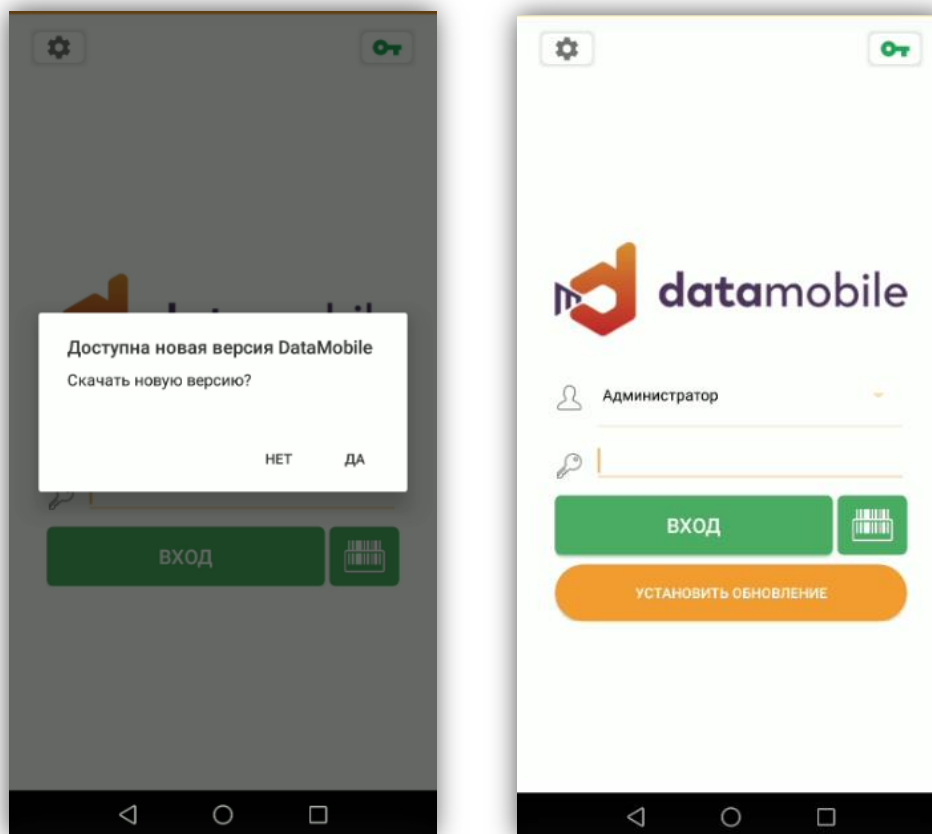 Доступна новая версия DataMobile
Скачать новую версию?
НЕТ ДА
ВХОД
datamobile
Администратор
ВХОД
УСТАНОВИТЬ ОБНОВЛЕНИЕ